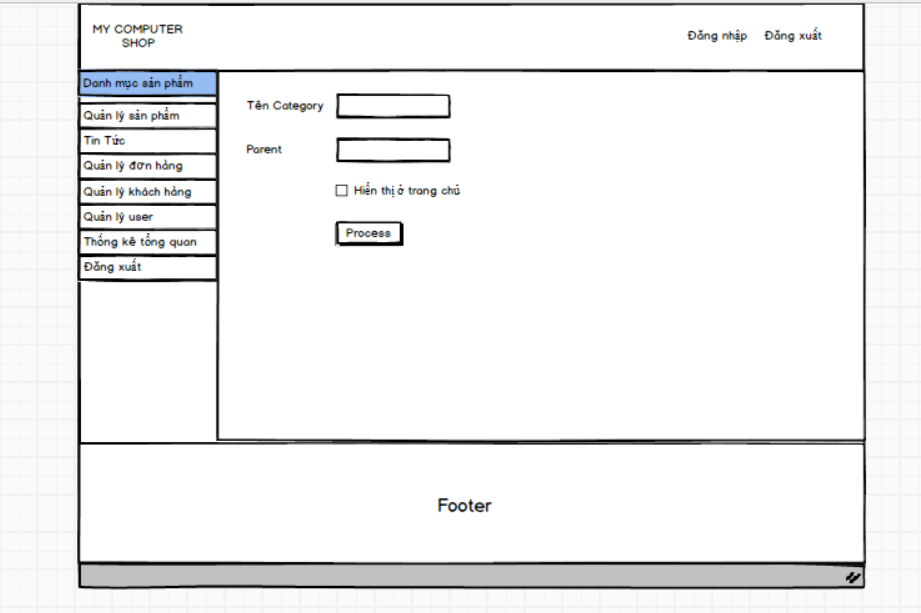 MY COMPUTER
SHOP
Đăng nhập Đăng xuất
Danh mục sản phẩm
Quản lý sản phẩm
Tin Tức
Quản lý đơn hàng
Quản lý khách hàng
Quản lý user
Thống kê tổng quan
Đăng xuất
Tên Category
Parent
Hiển thị ở trang chủ
Process
Footer